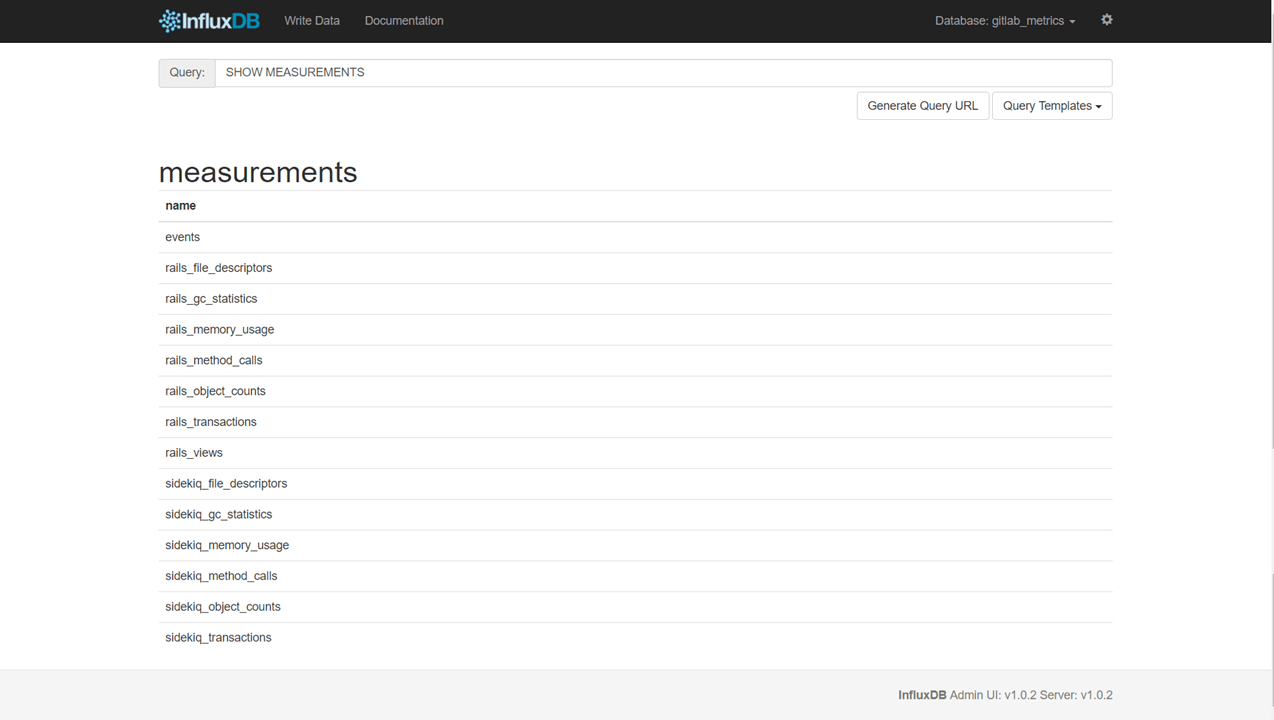 InfluxDB Write Data Documentation Database: gitlab_metrics
Query: SHOW MEASUREMENTS
Generate Query URL Query Templates
measurements
name
events
rails_file_descriptors
rails_gc_statistics
rails_memory_usage
rails_method_calls
rails_object_counts
rails_transactions
rails_views
sidekiq_file_descriptors
sidekiq_gc_statistics
sidekiq_memory_usage
sidekiq_method_calls
sidekiq_object_counts
sidekiq_transactions
InfluxDB Admin UI: v1.0.2 Server: v1.0.2